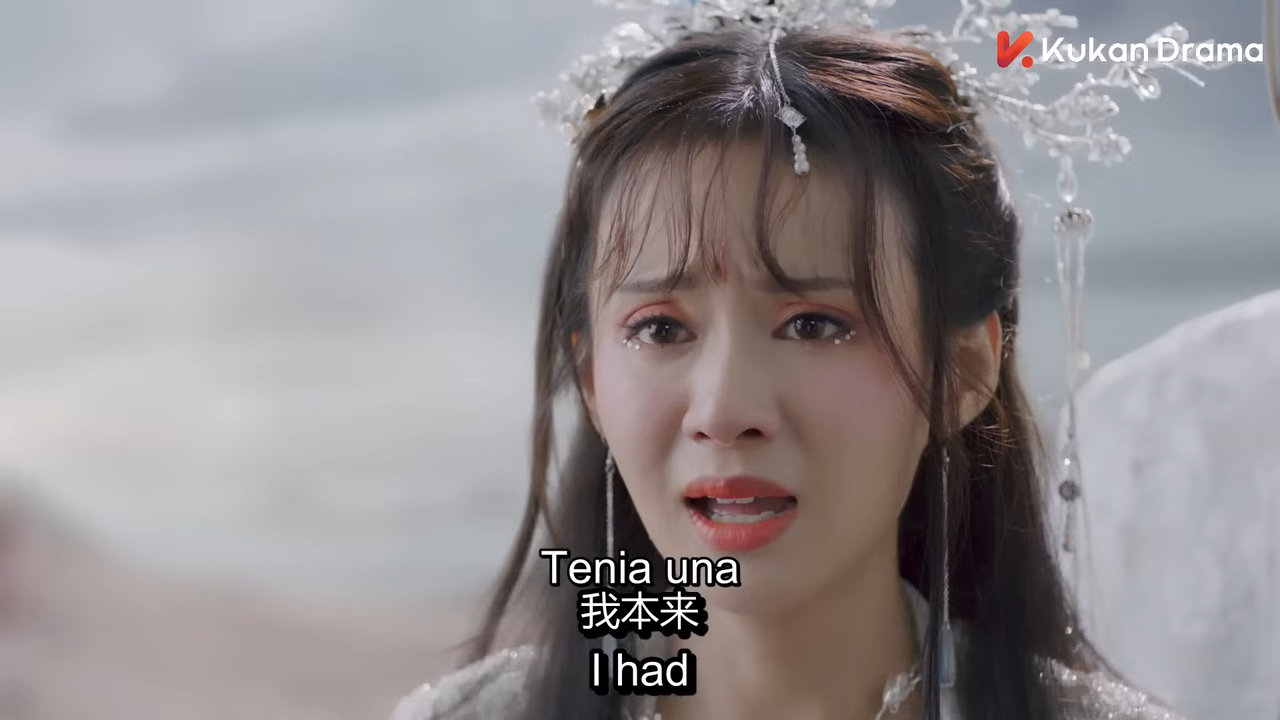 Kukan Drama
Tenia una
我本来
I had